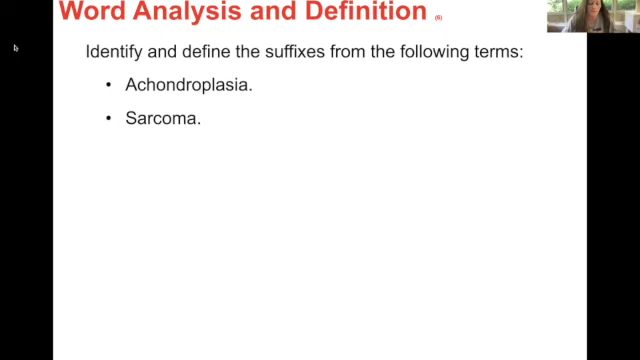 Word Analysis and Definition (6)
Identify and define the suffixes from the following terms:
• Achondroplasia.
• Sarcoma.